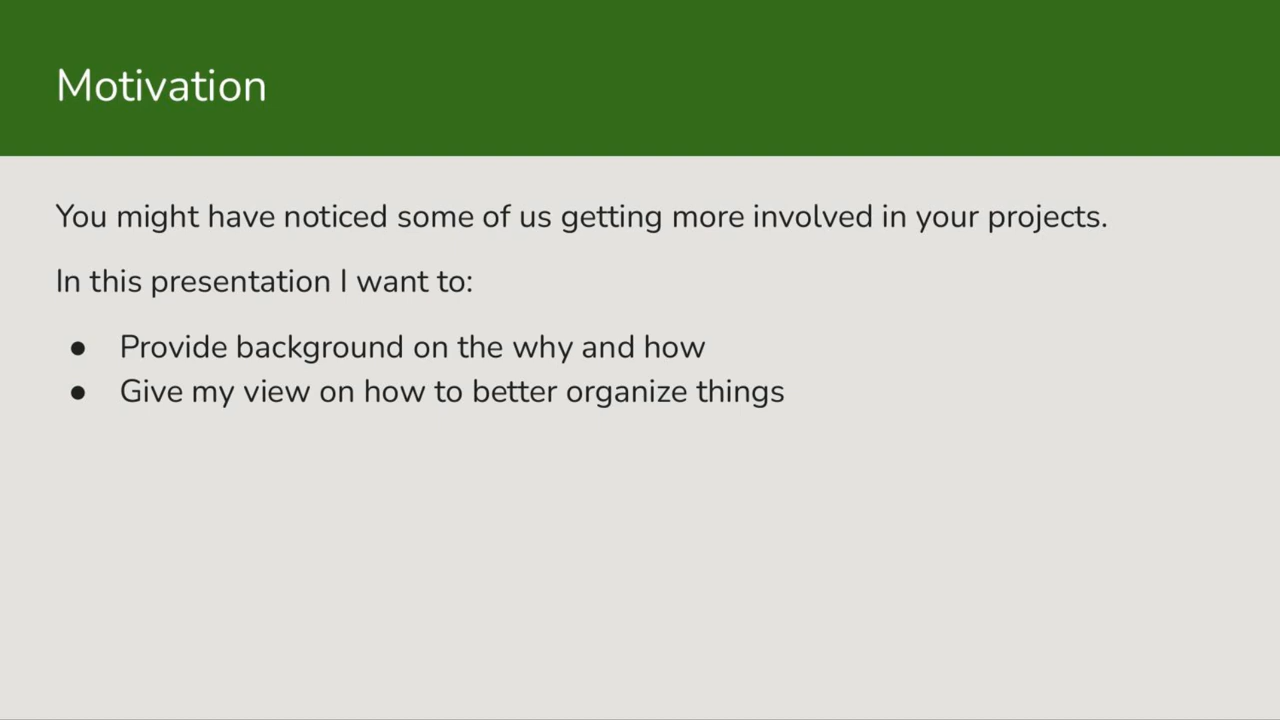 Motivation
You might have noticed some of us getting more involved in your projects.
In this presentation I want to:
● Provide background on the why and how
● Give my view on how to better organize things